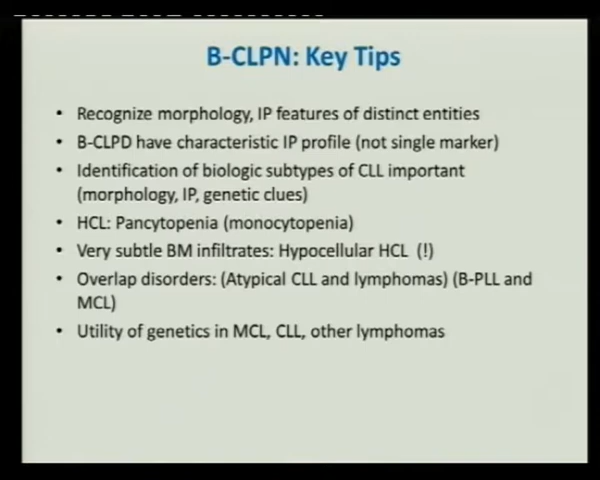 B-CLPN: Key Tips
• Recognize morphology, IP features of distinct entities
• B-CLPD have characteristic IP profile (not single marker)
• Identification of biologic subtypes of CLL important
(morphology, IP, genetic clues)
• HCL: Pancytopenia (monocytopenia)
• Very subtle BM infiltrates: Hypocellular HCL (!)
• Overlap disorders: (Atypical CLL and lymphomas) (B-PLL and
MCL)
• Utility of genetics in MCL, CLL, other lymphomas